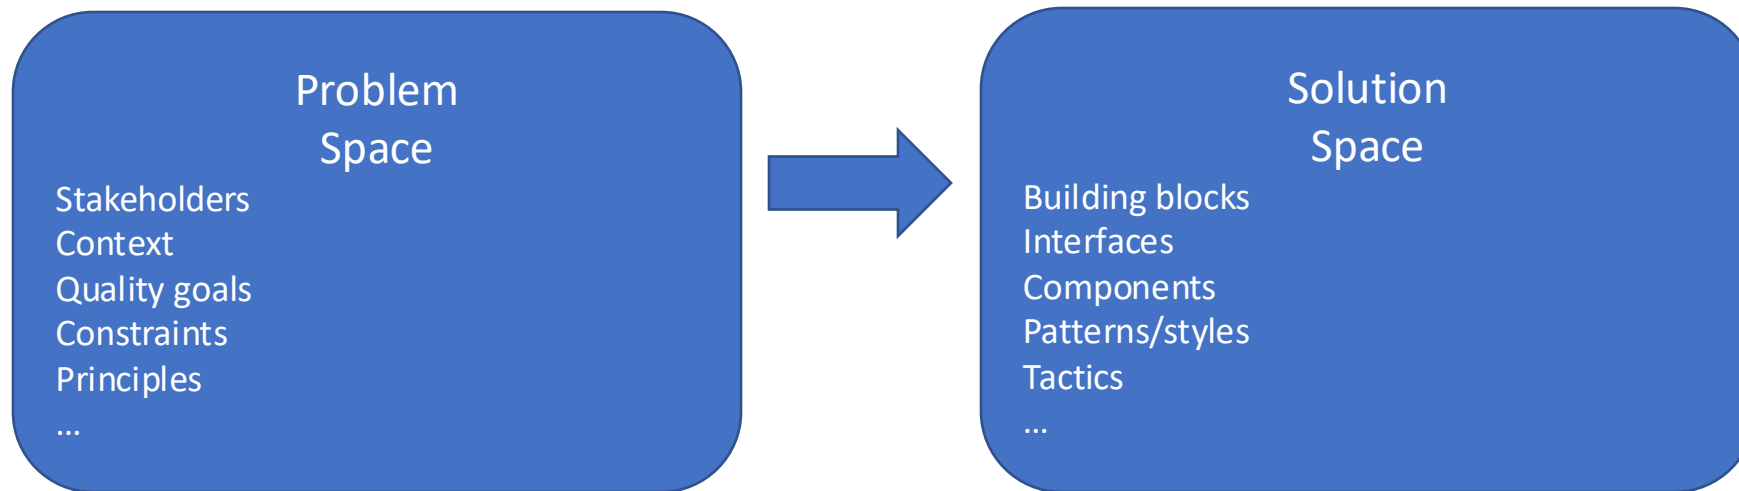 Problem
Space
Stakeholders
Context
Quality goals
Constraints
Principles
…
Solution
Space
Building blocks
Interfaces
Components
Patterns/styles
Tactics
…